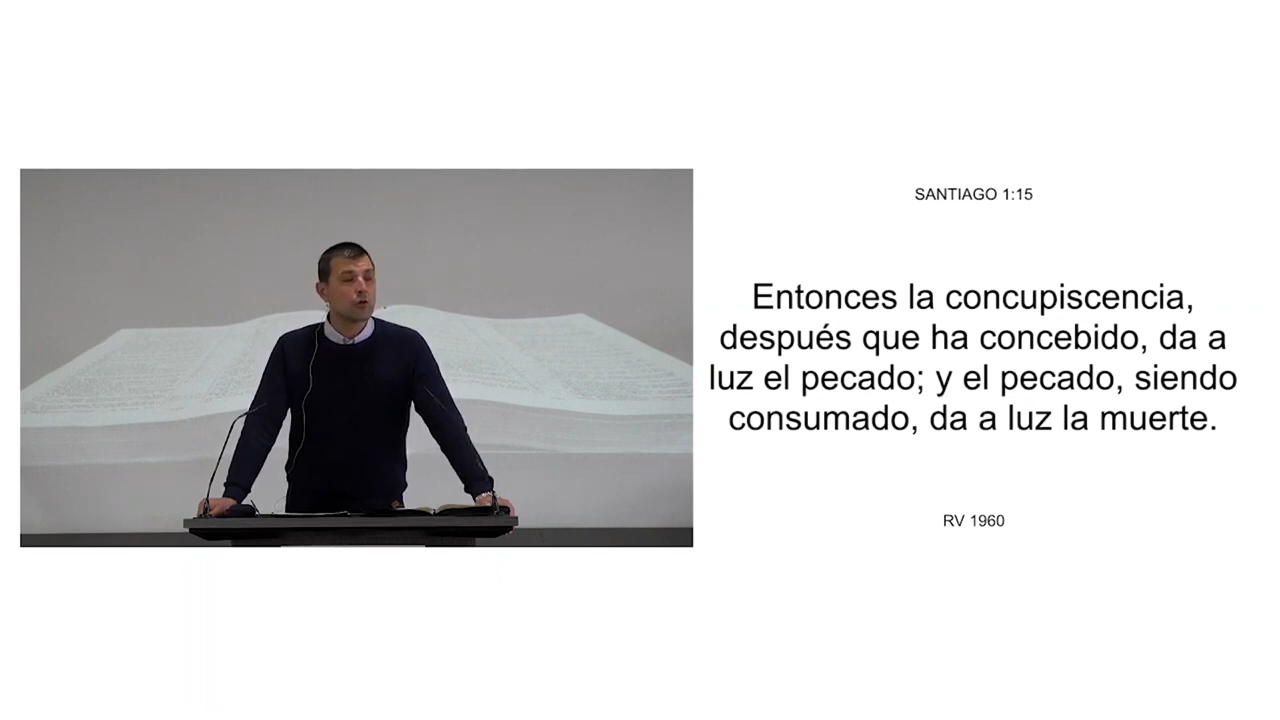 SANTIAGO 1:15
Entonces la concupiscencia,
después que ha concebido, da a
luz el pecado; y el pecado, siendo
consumado, da a luz la muerte.
RV 1960